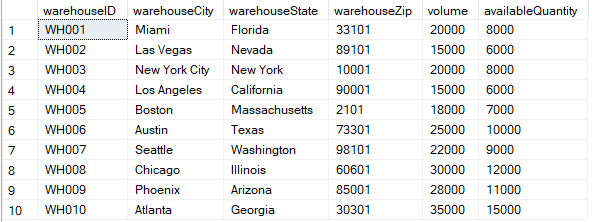 warehouseID warehouseCity warehouseState warehouseZip volume availableQuantity
1 WH001 Miami Florida 33101 20000 8000
2 WH002 Las Vegas Nevada 89101 15000 6000
3 WH003 New York City New York 10001 20000 8000
4 WH004 Los Angeles California 90001 15000 6000
5 WH005 Boston Massachusetts 2101 18000 7000
6 WH006 Austin Texas 73301 25000 10000
7 WH007 Seattle Washington 98101 22000 9000
8 WH008 Chicago Illinois 60601 30000 12000
9 WH009 Phoenix Arizona 85001 28000 11000
10 WH010 Atlanta Georgia 30301 35000 15000